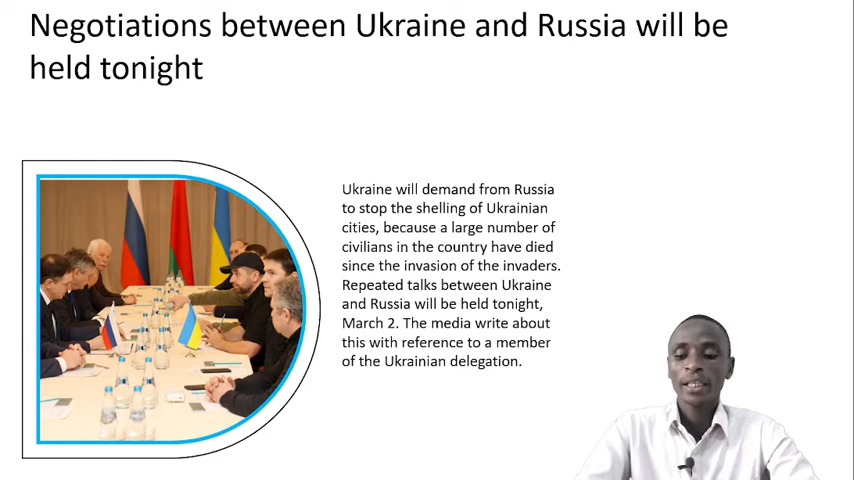 Negotiations between Ukraine and Russia will be
held tonight
Ukraine will demand from Russia
to stop the shelling of Ukrainian
cities, because a large number of
civilians in the country have died
since the invasion of the invaders.
Repeated talks between Ukraine
and Russia will be held tonight,
March 2. The media write about
this with reference to a member
of the Ukrainian delegation.